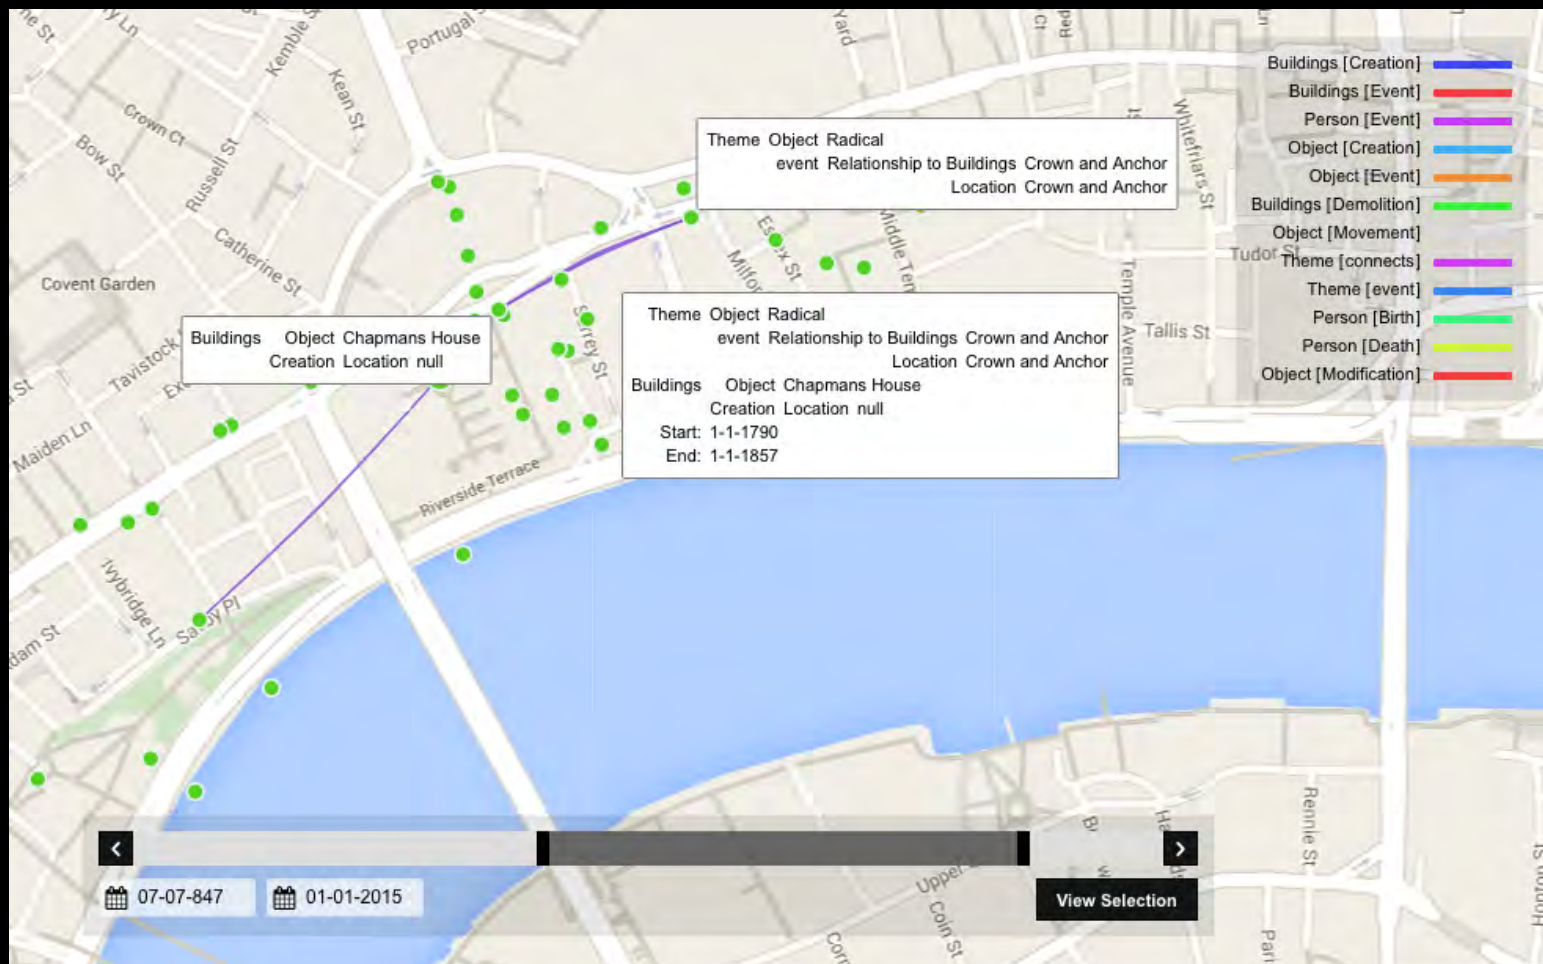 Portugal
Kemble
Kean St
Crown Ct
Bow St
Russell St
Catherine St
Covent Garden
Tavistock
Maiden Ln
Ivybridge Ln
Savoy Pl
Riverside Terrace
Surrey St
Essex St
Yard
Whitefriars St
Temple Avenue
Tudor St
Tallis St
Theme Object Radical
event Relationship to Buildings Crown and Anchor
Location Crown and Anchor
Buildings Object Chapmans House
Creation Location null
Theme Object Radical
event Relationship to Buildings Crown and Anchor
Location Crown and Anchor
Buildings Object Chapmans House
Creation Location null
Start: 1-1-1790
End: 1-1-1857
Buildings [Creation]
Buildings [Event]
Person [Event]
Object [Creation]
Object [Event]
Buildings [Demolition]
Object [Movement]
Theme [connects]
Theme [event]
Person [Birth]
Person [Death]
Object [Modification]
Rennie St
Upper
Coin St
07-07-847
01-01-2015
View Selection